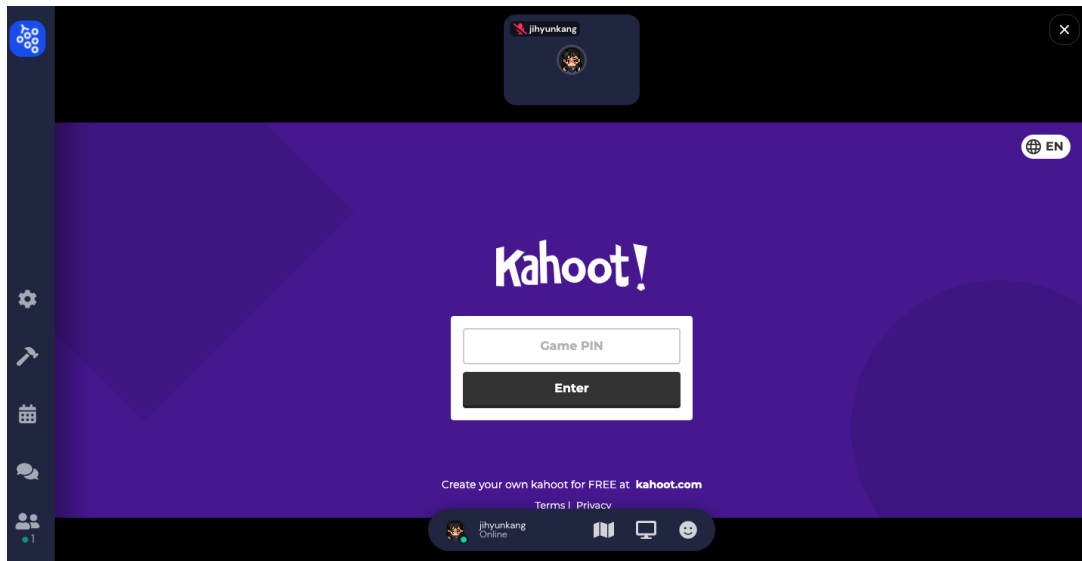 jihyunkang
EN
Kahoot!
Game PIN
Enter
Create your own kahoot for FREE at kahoot.com
Terms | Privacy
jihyunkang
Online
1